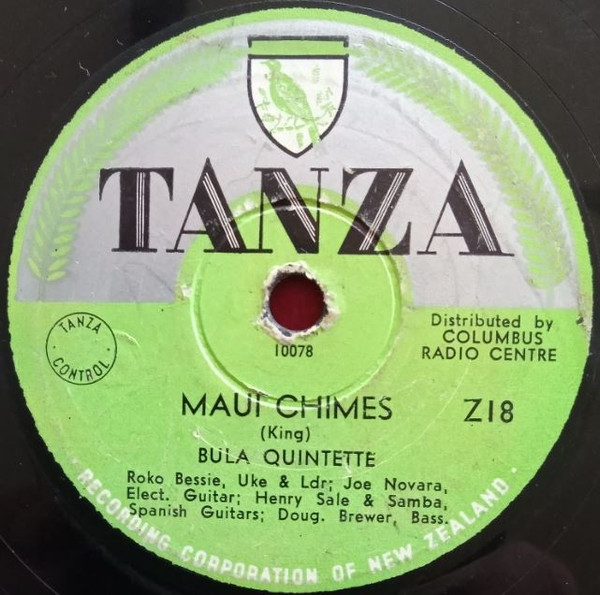 TANZA
TANZA
CONTROL
Distributed by
COLUMBUS
RADIO CENTRE
10078
MAUI CHIMES
Z18
(King)
BULA QUINTETTE
Roko Bessie, Uke & Ldr; Joe Novara,
Elect. Guitar; Henry Sale & Samba,
Spanish Guitars; Doug. Brewer, Bass.
· RECORDING CORPORATION OF NEW ZEALAND ·